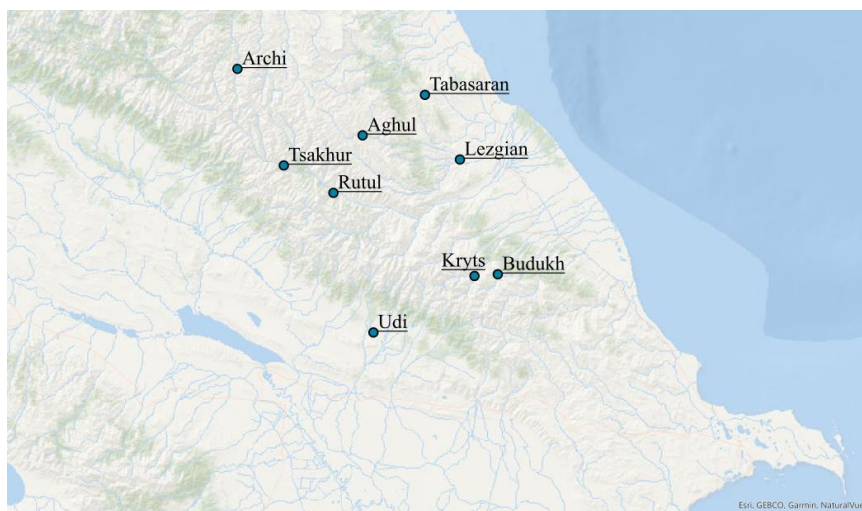 Archi
Tabasaran
Aghul
Lezgian
Tsakhur
Rutul
Kryts
Budukh
Udi
Esri, GEBCO, Garmin, NaturalVue